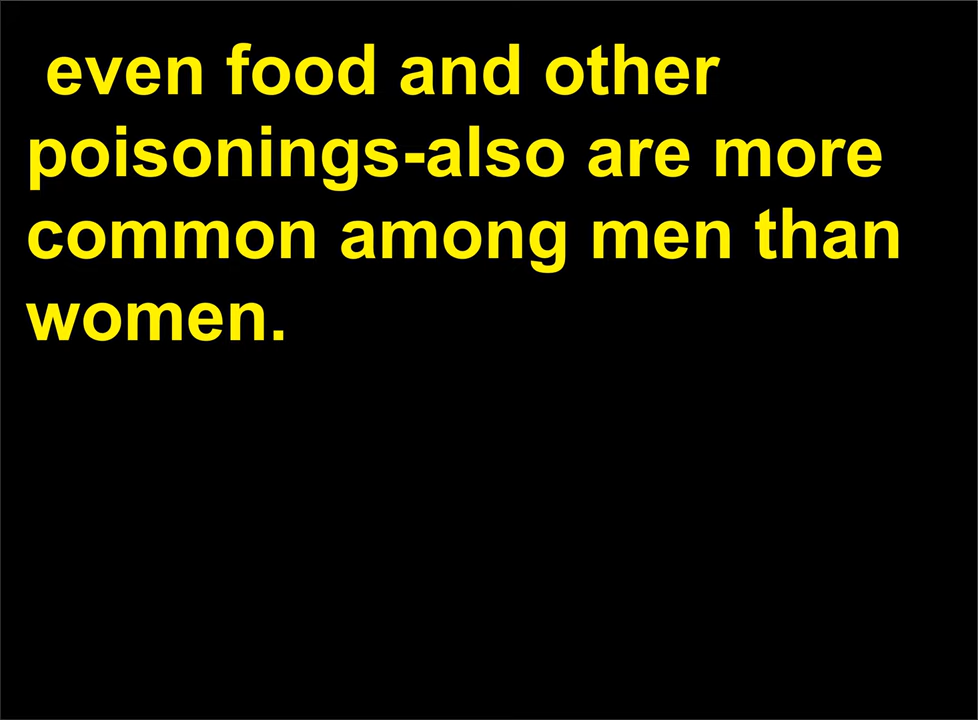 even food and other
poisonings-also are more
common among men than
women.